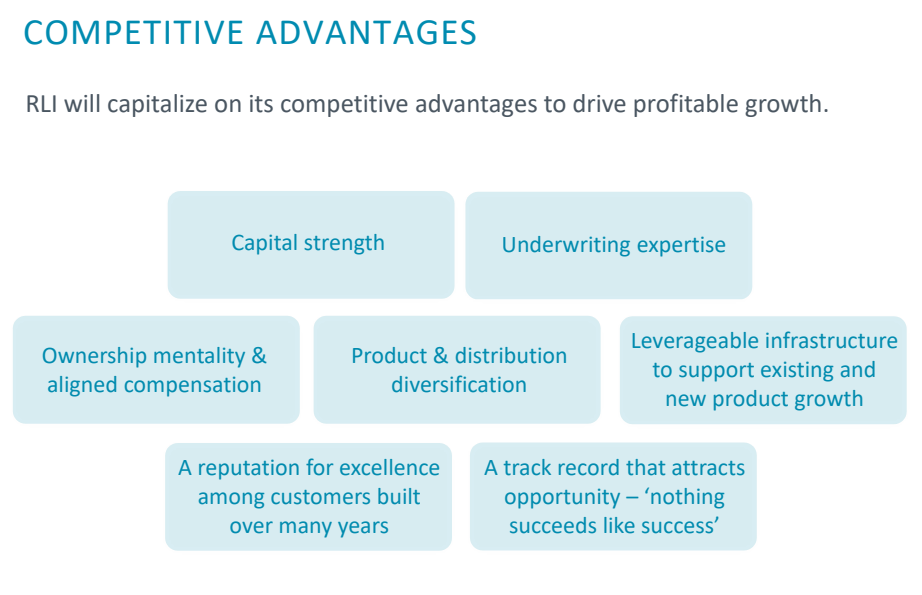 COMPETITIVE ADVANTAGES
RLI will capitalize on its competitive advantages to drive profitable growth.
Capital strength
Underwriting expertise
Ownership mentality &
aligned compensation
Product & distribution
diversification
Leverageable infrastructure
to support existing and
new product growth
A reputation for excellence
among customers built
over many years
A track record that attracts
opportunity – ‘nothing
succeeds like success’